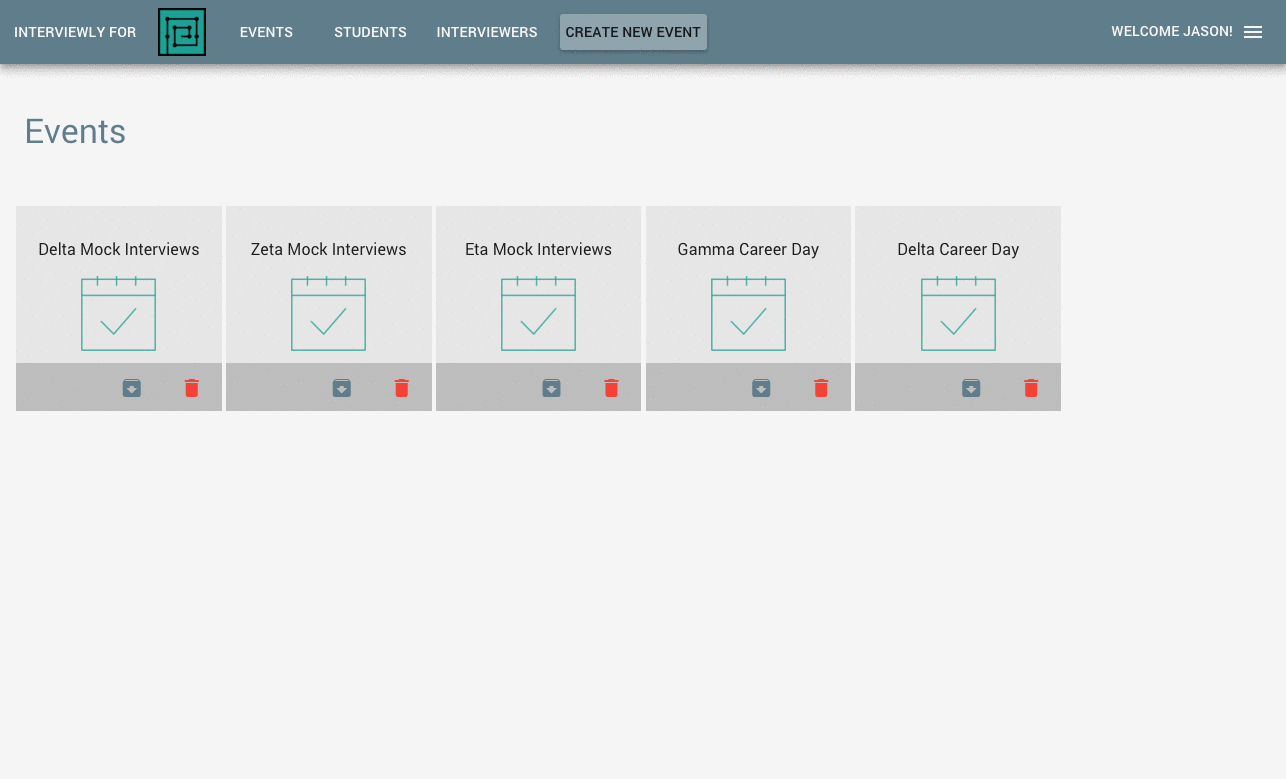 INTERVIEWLY FOR EVENTS STUDENTS INTERVIEWERS CREATE NEW EVENT WELCOME JASON!
Events
Delta Mock Interviews Zeta Mock Interviews Eta Mock Interviews Gamma Career Day Delta Career Day